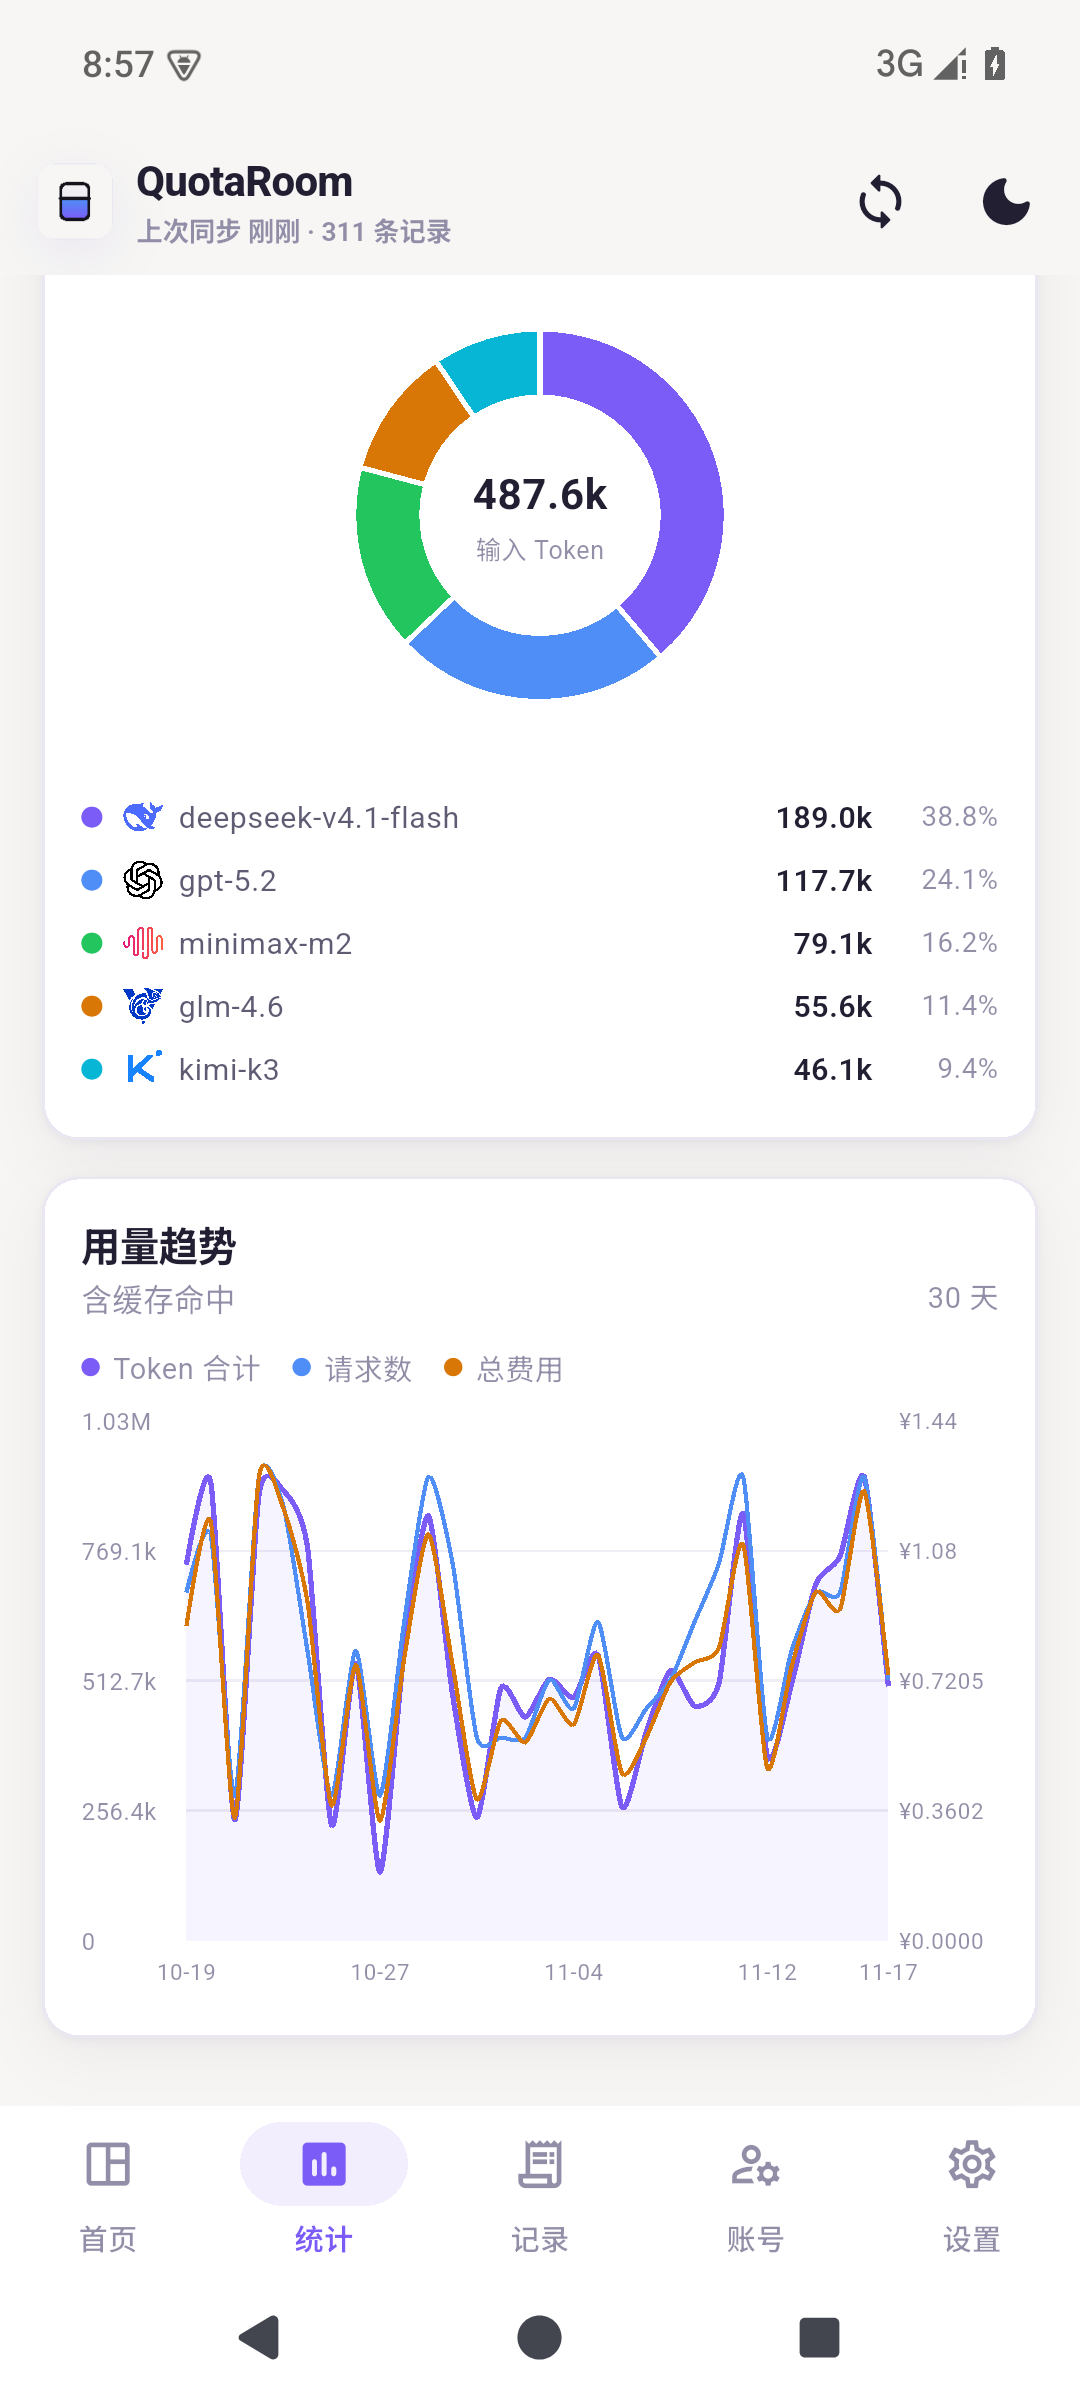 8:57 3G
QuotaRoom
上次同步 刚刚 · 311 条记录
487.6k
输入 Token
deepseek-v4.1-flash 189.0k 38.8%
gpt-5.2 117.7k 24.1%
minimax-m2 79.1k 16.2%
glm-4.6 55.6k 11.4%
kimi-k3 46.1k 9.4%
用量趋势
含缓存命中 30 天
Token 合计 请求数 总费用
1.03M ¥1.44
769.1k ¥1.08
512.7k ¥0.7205
256.4k ¥0.3602
0 ¥0.0000
10-19 10-27 11-04 11-12 11-17
首页 统计 记录 账号 设置